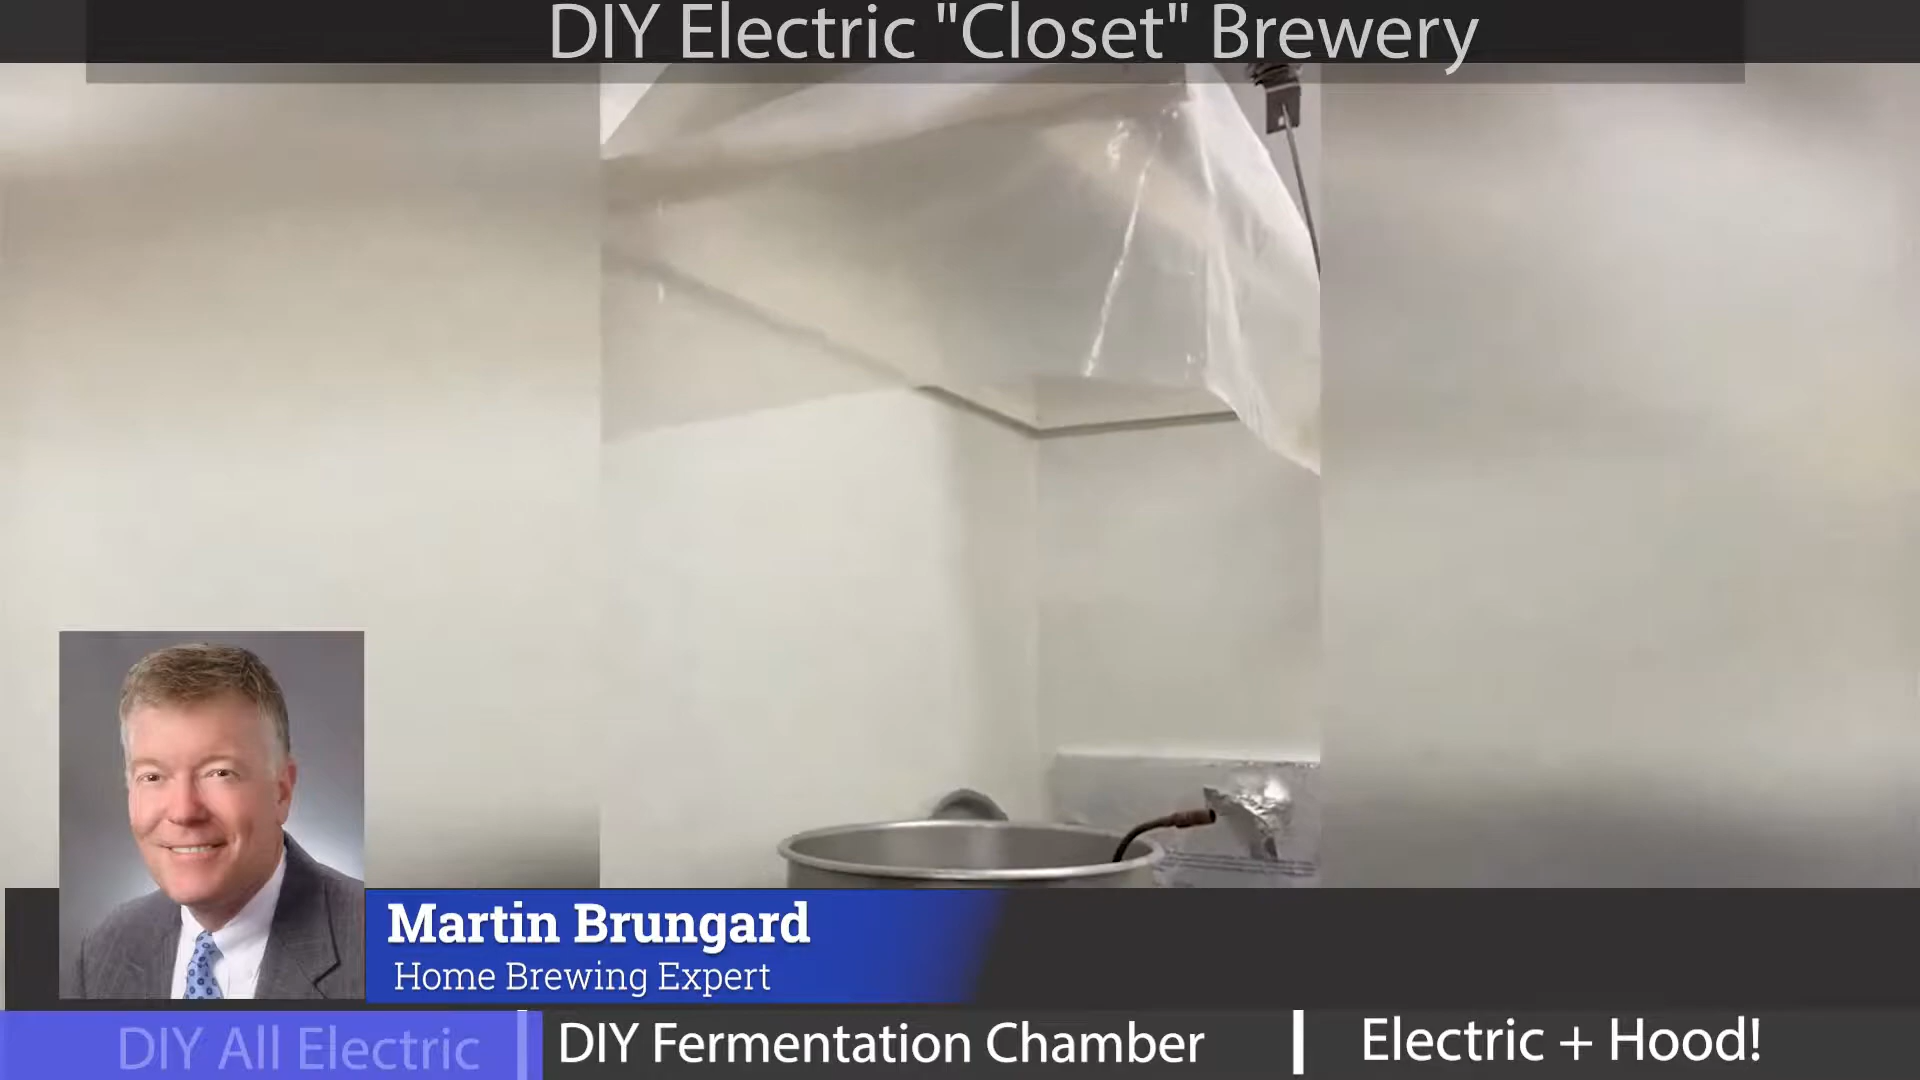 DIY Electric "Closet" Brewery
Martin Brungard
Home Brewing Expert
DIY All Electric
DIY Fermentation Chamber
Electric + Hood!